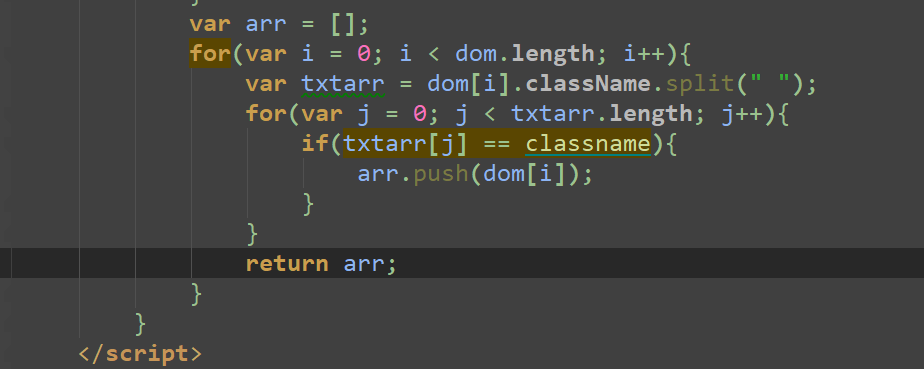 }
var arr = [];
for(var i = 0; i < dom.length; i++){
var txtarr = dom[i].className.split(" ");
for(var j = 0; j < txtarr.length; j++){
if(txtarr[j] == classname){
arr.push(dom[i]);
}
}
return arr;
}
}
</script>